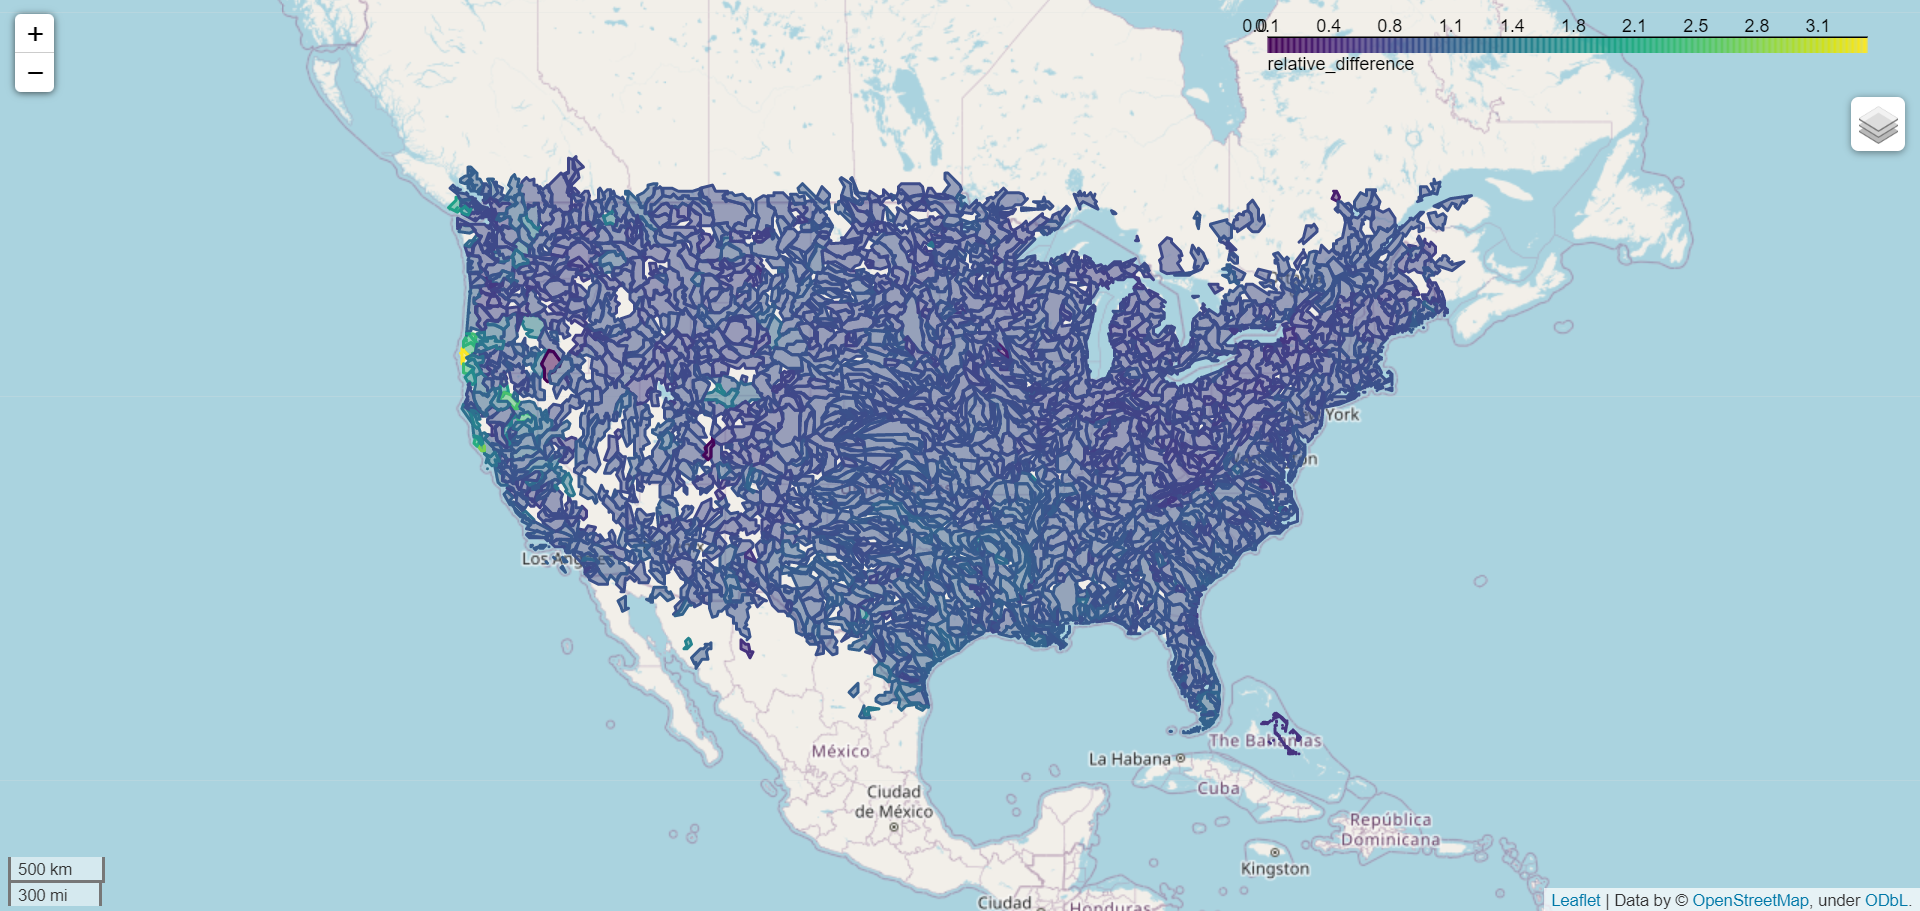 +
−
0.0 0.1 0.4 0.8 1.1 1.4 1.8 2.1 2.5 2.8 3.1
relative_difference
York
Los
México
La Habana
The Bahamas
Cuba
Ciudad
de México
República
Dominicana
Kingston
Ciudad
Honduras
500 km
300 mi
Leaflet | Data by © OpenStreetMap, under ODbL.